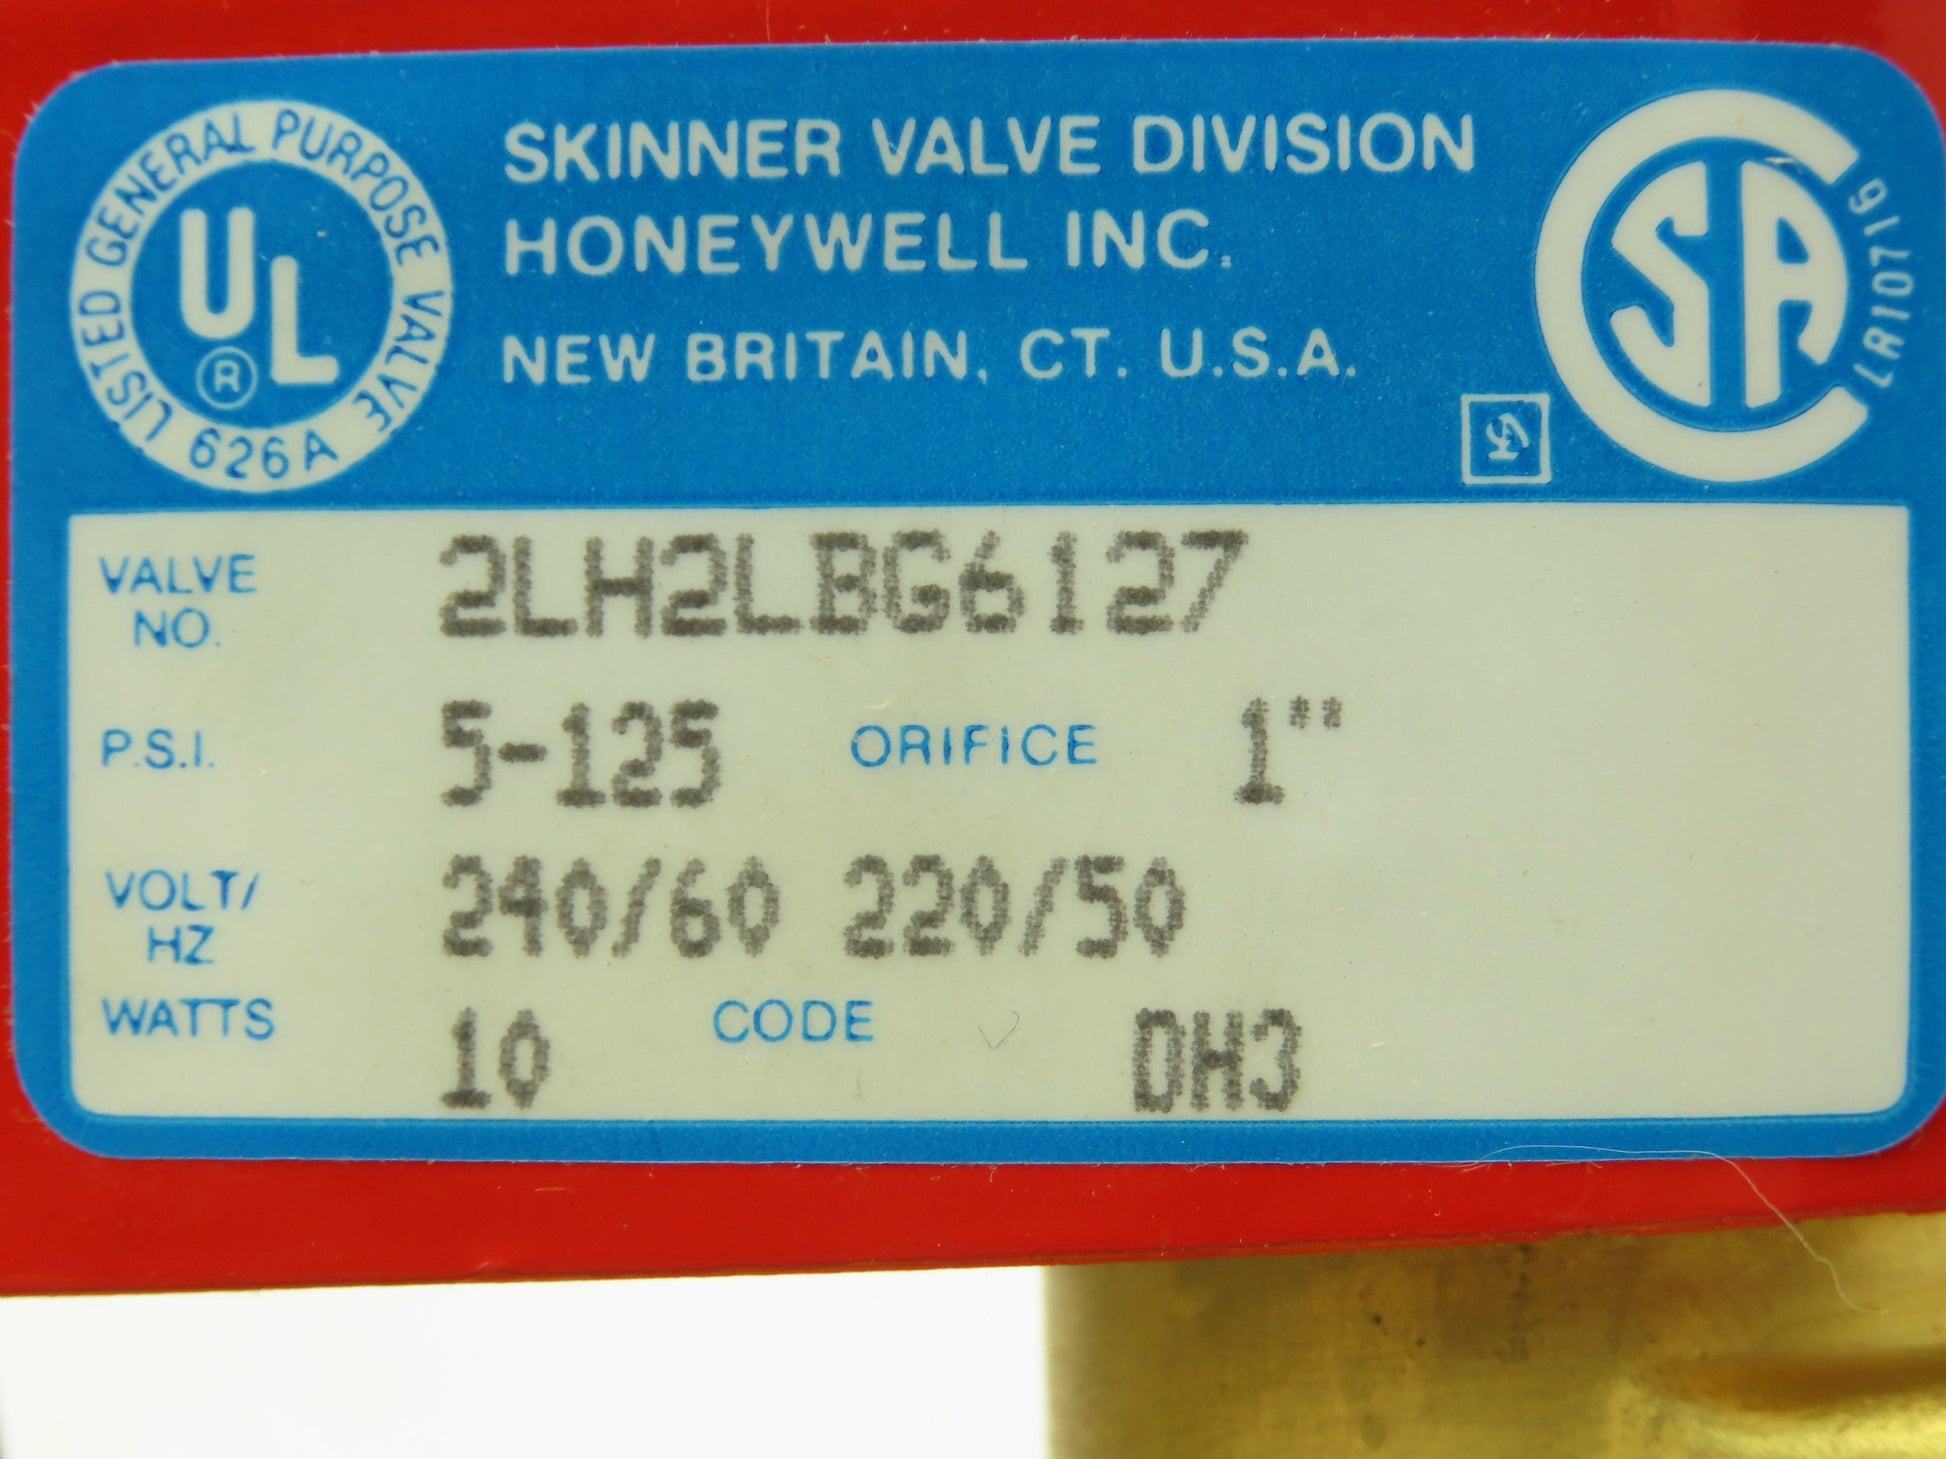 LISTED GENERAL PURPOSE VALVE
UL
®
626A
SKINNER VALVE DIVISION
HONEYWELL INC.
NEW BRITAIN, CT. U.S.A.
SA
LR10716
VALVE NO. 2LH2LBG6127
P.S.I. 5-125 ORIFICE 1"
VOLT/ HZ 240/60 220/50
WATTS 10 CODE DH3